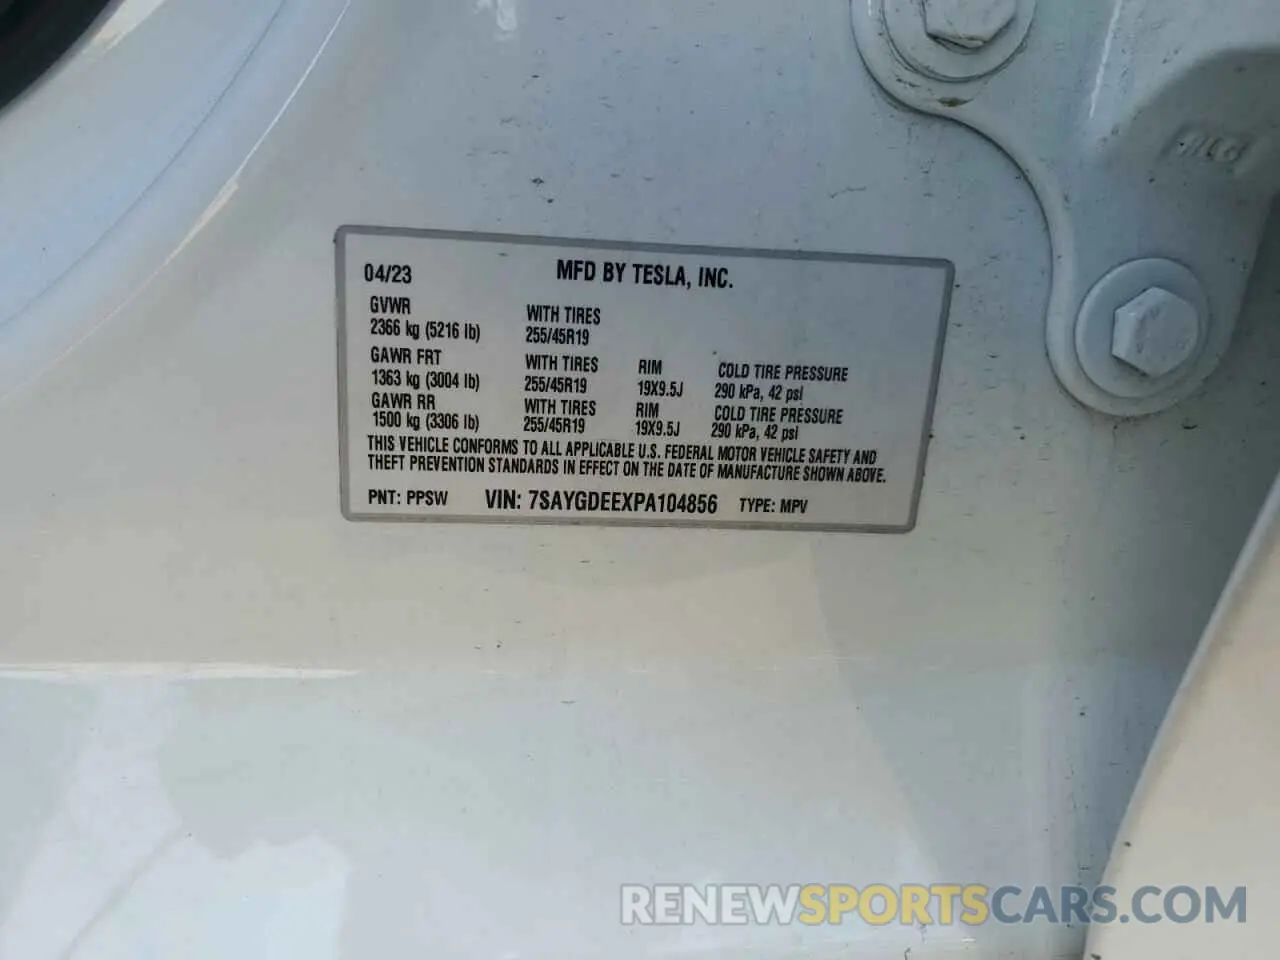 04/23 MFD BY TESLA, INC.
GVWR WITH TIRES
2366 kg (5216 lb) 255/45R19
GAWR FRT WITH TIRES RIM COLD TIRE PRESSURE
1363 kg (3004 lb) 255/45R19 19X9.5J 290 kPa, 42 psi
GAWR RR WITH TIRES RIM COLD TIRE PRESSURE
1500 kg (3306 lb) 255/45R19 19X9.5J 290 kPa, 42 psi
THIS VEHICLE CONFORMS TO ALL APPLICABLE U.S. FEDERAL MOTOR VEHICLE SAFETY AND
THEFT PREVENTION STANDARDS IN EFFECT ON THE DATE OF MANUFACTURE SHOWN ABOVE.
PNT: PPSW VIN: 7SAYGDEEXPA104856 TYPE: MPV
RENEWSPORTSCARS.COM